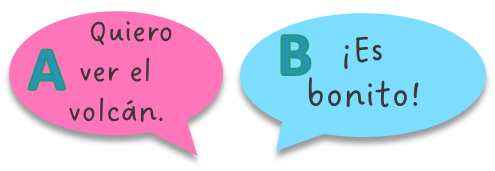 A
Quiero
ver el
volcán.
B
¡Es
bonito!